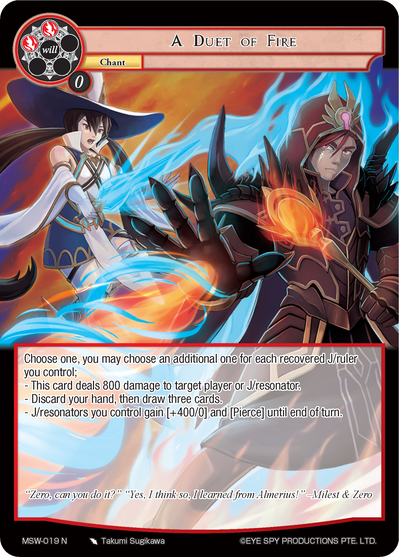 A Duet of Fire
will
Chant
0
Choose one, you may choose an additional one for each recovered J/ruler
you control;
- This card deals 800 damage to target player or J/resonator.
- Discard your hand, then draw three cards.
- J/resonators you control gain [+400/0] and [Pierce] until end of turn.
"Zero, can you do it?" "Yes, I think so, I learned from Almerius!" –Milest & Zero
MSW-019 N Takumi Sugikawa ©EYE SPY PRODUCTIONS PTE. LTD.